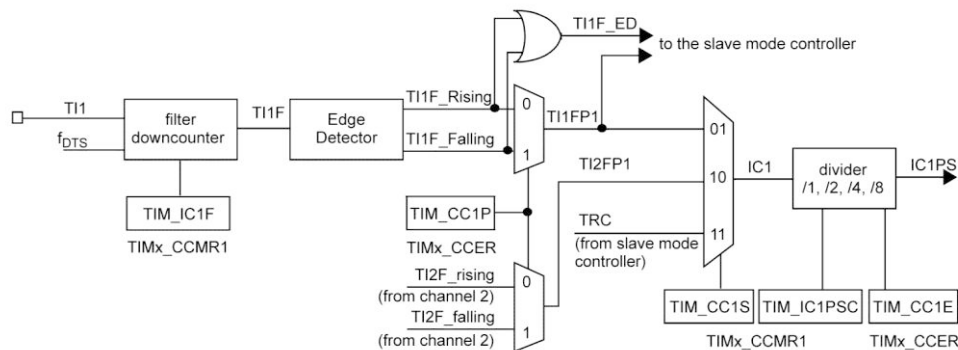 TI1F_ED
to the slave mode controller
TI1
fDTS
filter
downcounter
TI1F
Edge
Detector
TI1F_Rising
TI1F_Falling
0
1
TI1FP1
TI2FP1
01
10
11
IC1
divider
/1, /2, /4, /8
IC1PS
TIM_IC1F
TIMx_CCMR1
TIM_CC1P
TIMx_CCER
TRC
(from slave mode
controller)
TI2F_rising
(from channel 2)
TI2F_falling
(from channel 2)
0
1
TIM_CC1S
TIM_IC1PSC
TIM_CC1E
TIMx_CCMR1
TIMx_CCER